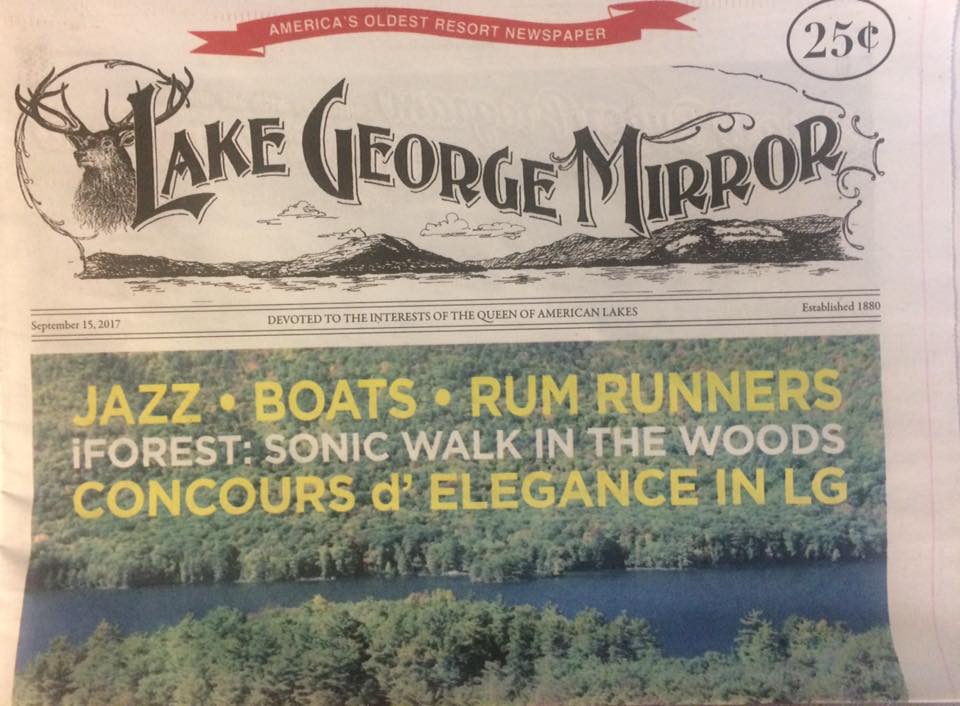 AMERICA'S OLDEST RESORT NEWSPAPER
25¢
LAKE GEORGE MIRROR
September 15, 2017
DEVOTED TO THE INTERESTS OF THE QUEEN OF AMERICAN LAKES
Established 1880
JAZZ • BOATS • RUM RUNNERS
iFOREST: SONIC WALK IN THE WOODS
CONCOURS d' ELEGANCE IN LG